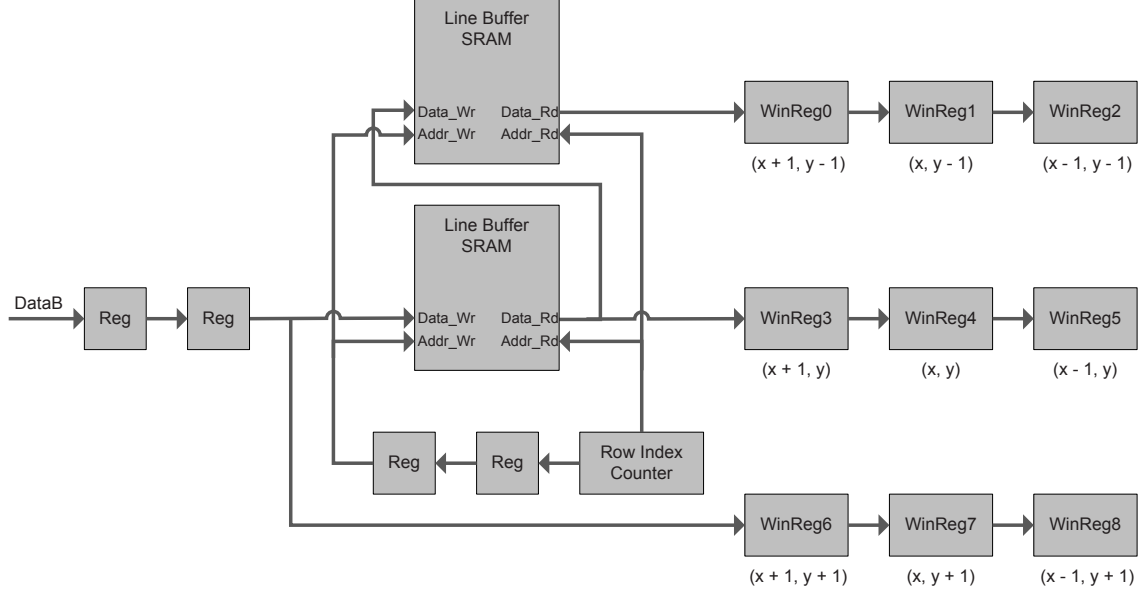 Line Buffer
SRAM
Data_Wr Data_Rd
Addr_Wr Addr_Rd
WinReg0 WinReg1 WinReg2
(x + 1, y - 1) (x, y - 1) (x - 1, y - 1)
Line Buffer
SRAM
DataB
Reg Reg
Data_Wr Data_Rd
Addr_Wr Addr_Rd
WinReg3 WinReg4 WinReg5
(x + 1, y) (x, y) (x - 1, y)
Reg Reg
Row Index
Counter
WinReg6 WinReg7 WinReg8
(x + 1, y + 1) (x, y + 1) (x - 1, y + 1)